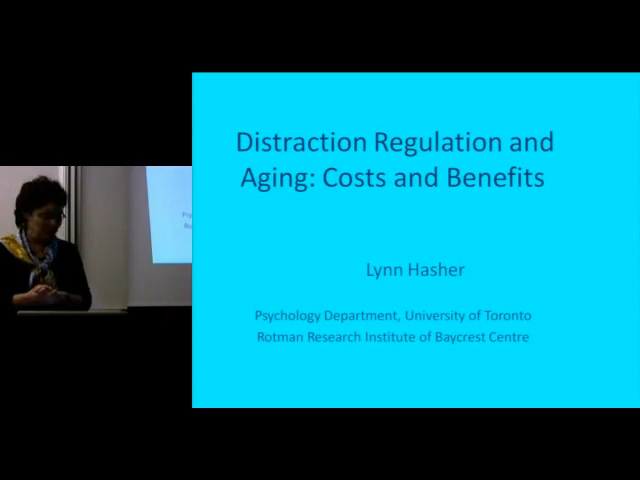 Distraction Regulation and
Aging: Costs and Benefits
Lynn Hasher
Psychology Department, University of Toronto
Rotman Research Institute of Baycrest Centre